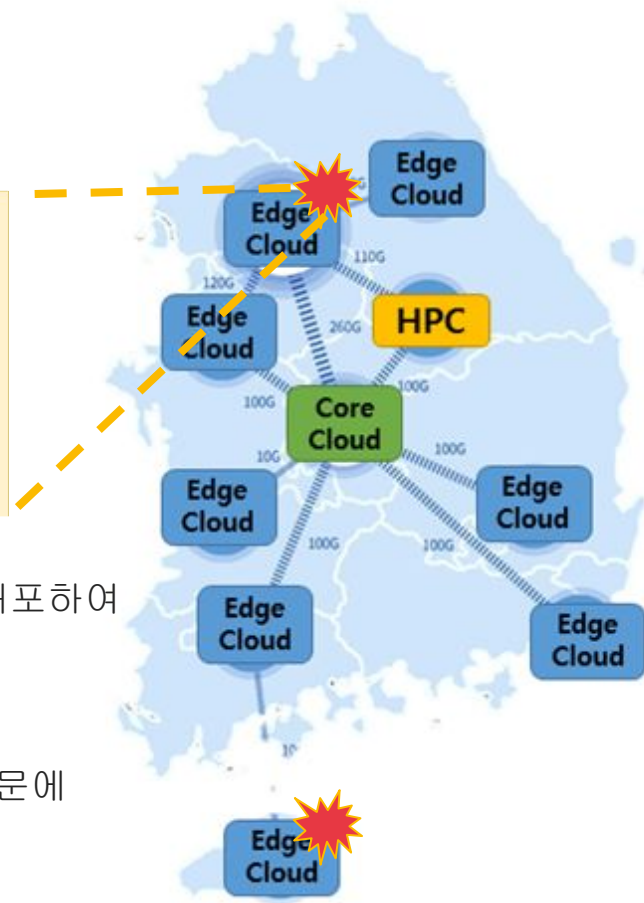 Edge
Cloud
Edge
Cloud
110G
120G
Edge
Cloud
260G
HPC
100G
100G
Core
Cloud
10G
100G
Edge
Cloud
Edge
Cloud
100G
100G
Edge
Cloud
Edge
Cloud
배포하여
문에
Edge
Cloud